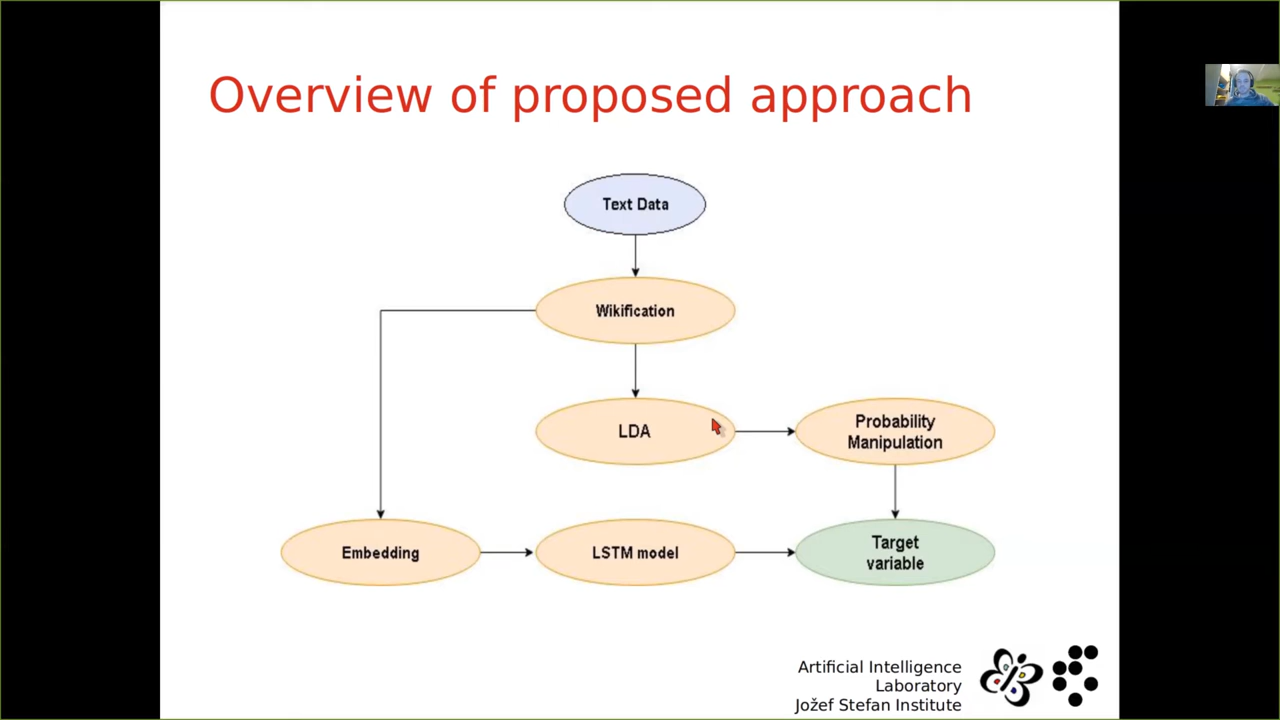 Overview of proposed approach
Text Data
Wikification
LDA
Probability
Manipulation
Embedding
LSTM model
Target
variable
Artificial Intelligence
Laboratory
Jožef Stefan Institute